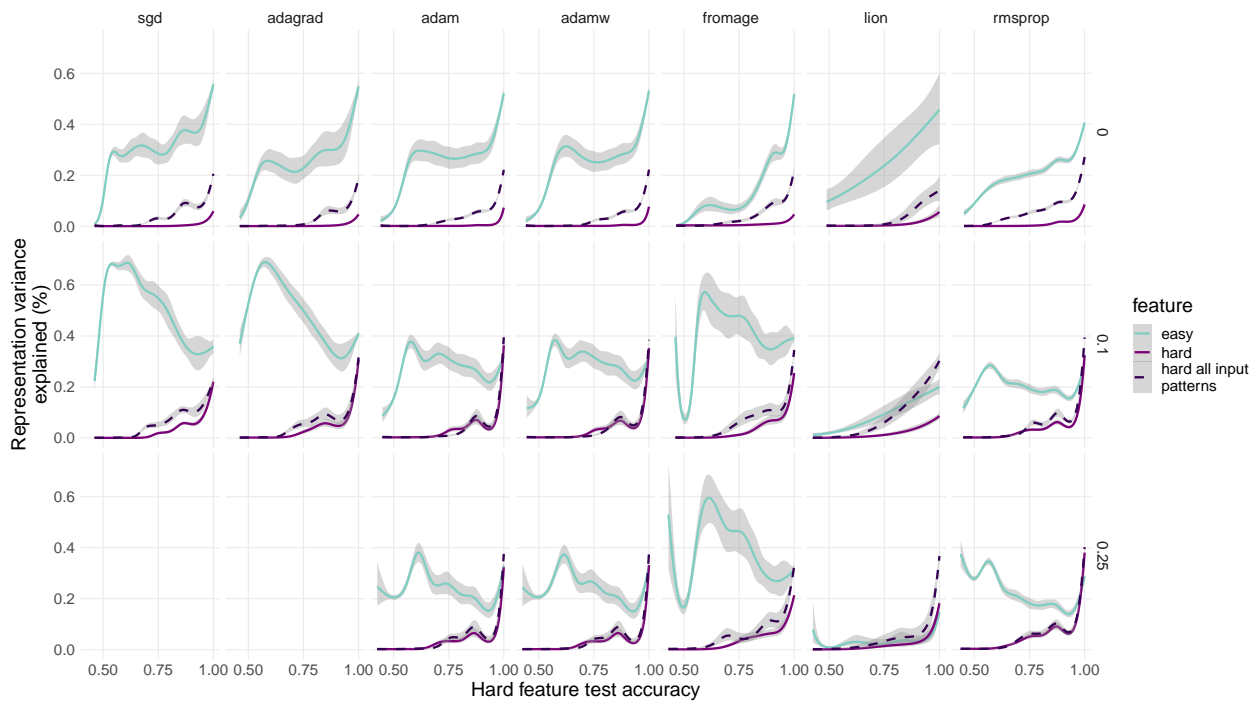 sgd adagrad adam adamw fromage lion rmsprop
0.6
0.4
0.2
0.0
0
0.6
0.4
0.2
0.0
0.1
0.6
0.4
0.2
0.0
0.25
0.50 0.75 1.00 0.50 0.75 1.00 0.50 0.75 1.00 0.50 0.75 1.00 0.50 0.75 1.00 0.50 0.75 1.00 0.50 0.75 1.00
Hard feature test accuracy
Representation variance
explained (%)
feature
easy
hard
hard all input
patterns